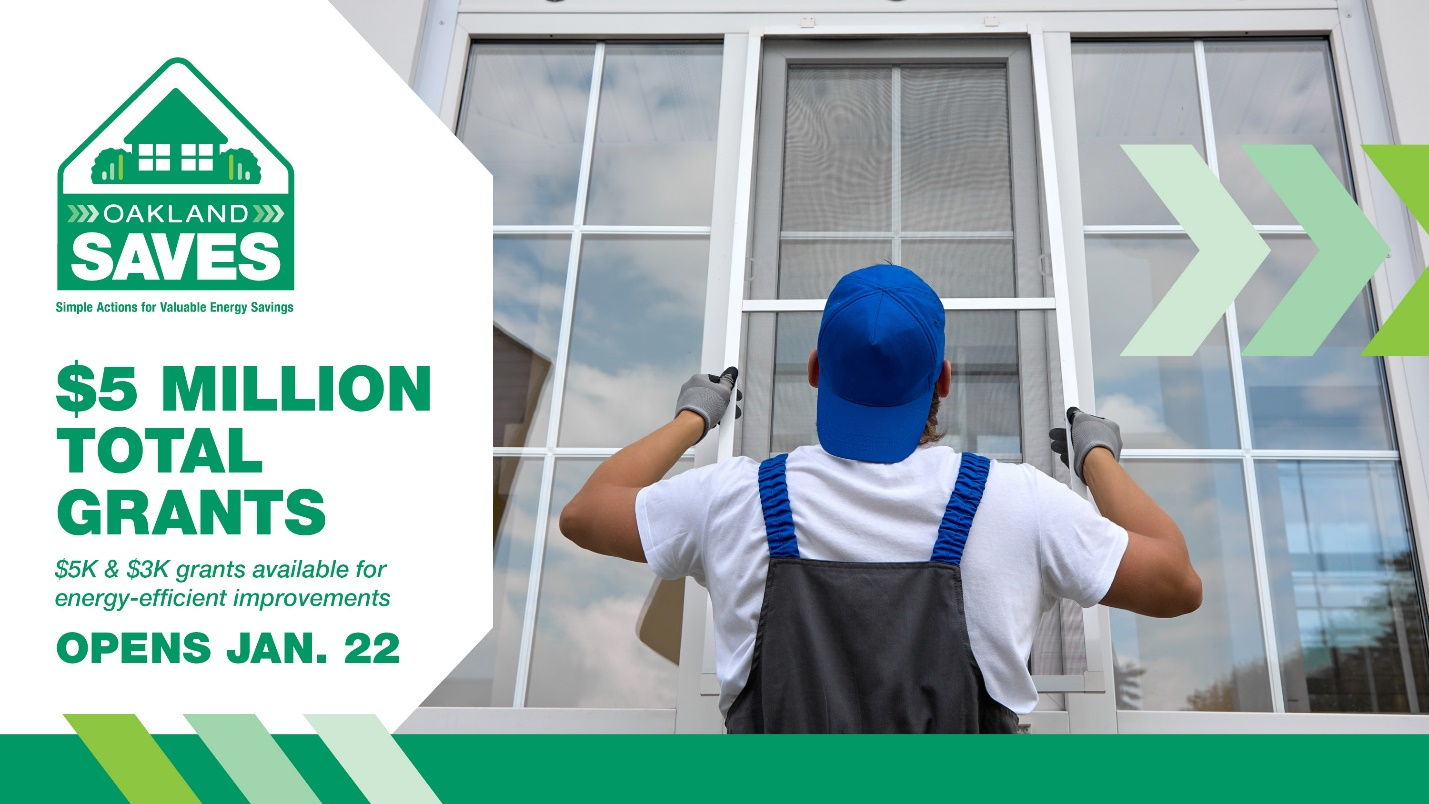 OAKLAND
SAVES
Simple Actions for Valuable Energy Savings
$5 MILLION
TOTAL
GRANTS
$5K & $3K grants available for
energy-efficient improvements
OPENS JAN. 22